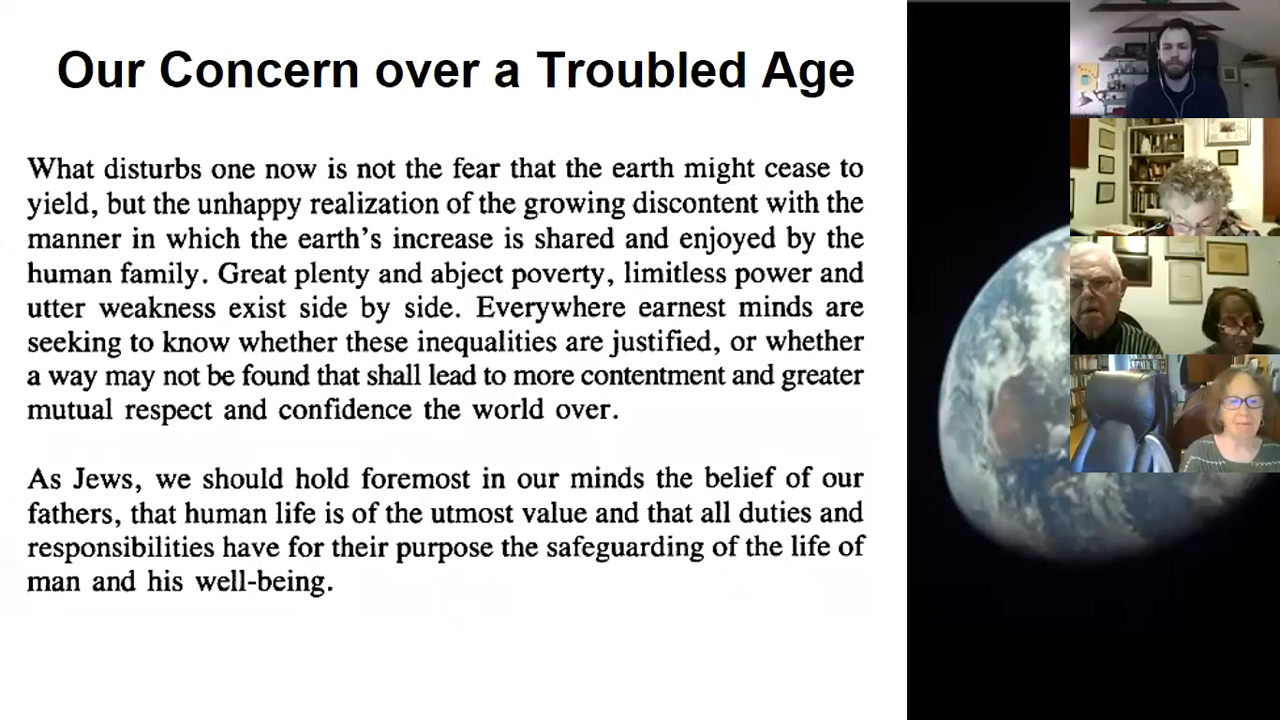 Our Concern over a Troubled Age
What disturbs one now is not the fear that the earth might cease to
yield, but the unhappy realization of the growing discontent with the
manner in which the earth's increase is shared and enjoyed by the
human family. Great plenty and abject poverty, limitless power and
utter weakness exist side by side. Everywhere earnest minds are
seeking to know whether these inequalities are justified, or whether
a way may not be found that shall lead to more contentment and greater
mutual respect and confidence the world over.
As Jews, we should hold foremost in our minds the belief of our
fathers, that human life is of the utmost value and that all duties and
responsibilities have for their purpose the safeguarding of the life of
man and his well-being.